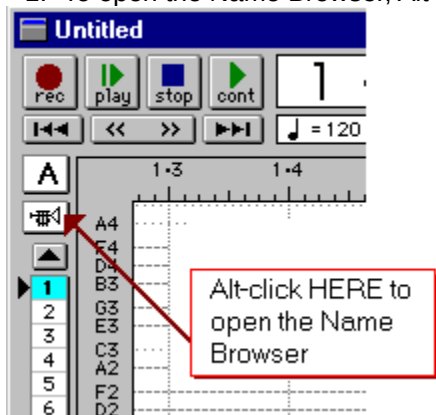 2. To open the Name Browser, Alt
Untitled
rec play stop cont 1
= 120
A 1•3 1•4
A4
F4
D4
1 B3
2 G3
3 E3
4 C3
A2
5 F2
6 D2
Alt-click HERE to
open the Name
Browser